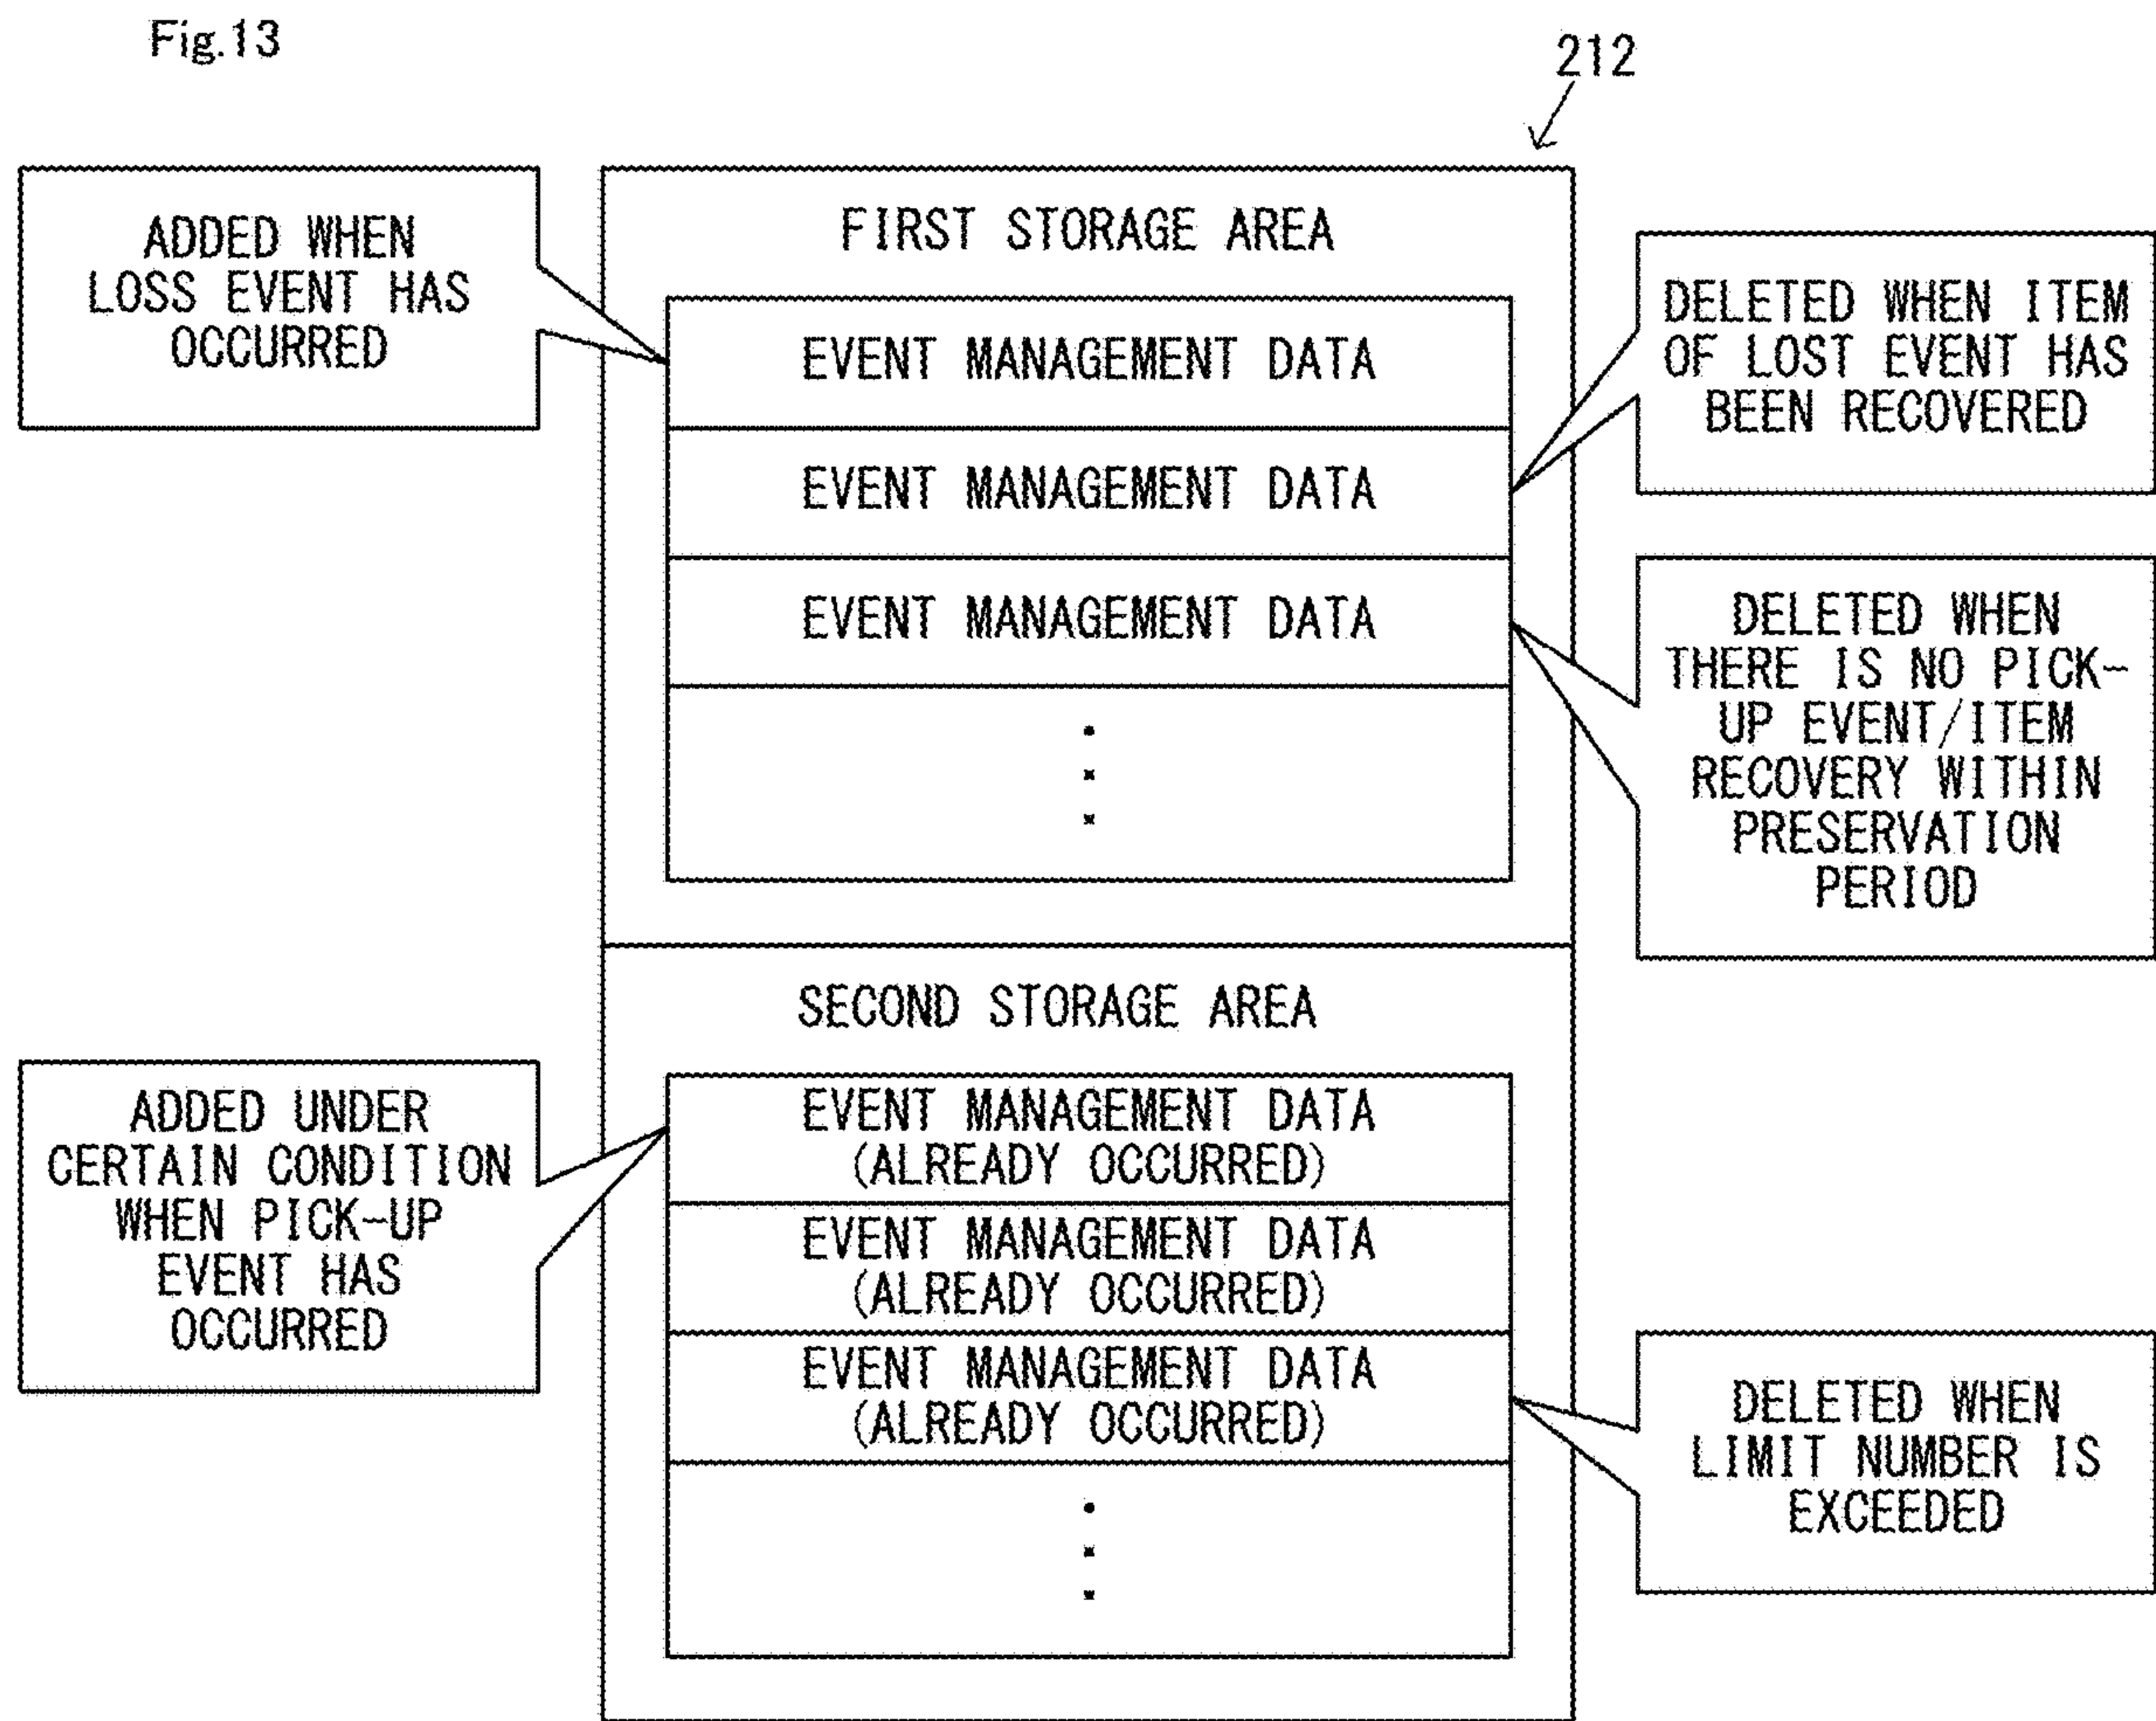 Fig.13
212
ADDED WHEN
LOSS EVENT HAS
OCCURRED
FIRST STORAGE AREA
EVENT MANAGEMENT DATA
EVENT MANAGEMENT DATA
EVENT MANAGEMENT DATA
DELETED WHEN ITEM
OF LOST EVENT HAS
BEEN RECOVERED
DELETED WHEN
THERE IS NO PICK-
UP EVENT/ITEM
RECOVERY WITHIN
PRESERVATION
PERIOD
SECOND STORAGE AREA
ADDED UNDER
CERTAIN CONDITION
WHEN PICK-UP
EVENT HAS
OCCURRED
EVENT MANAGEMENT DATA
(ALREADY OCCURRED)
EVENT MANAGEMENT DATA
(ALREADY OCCURRED)
EVENT MANAGEMENT DATA
(ALREADY OCCURRED)
DELETED WHEN
LIMIT NUMBER IS
EXCEEDED